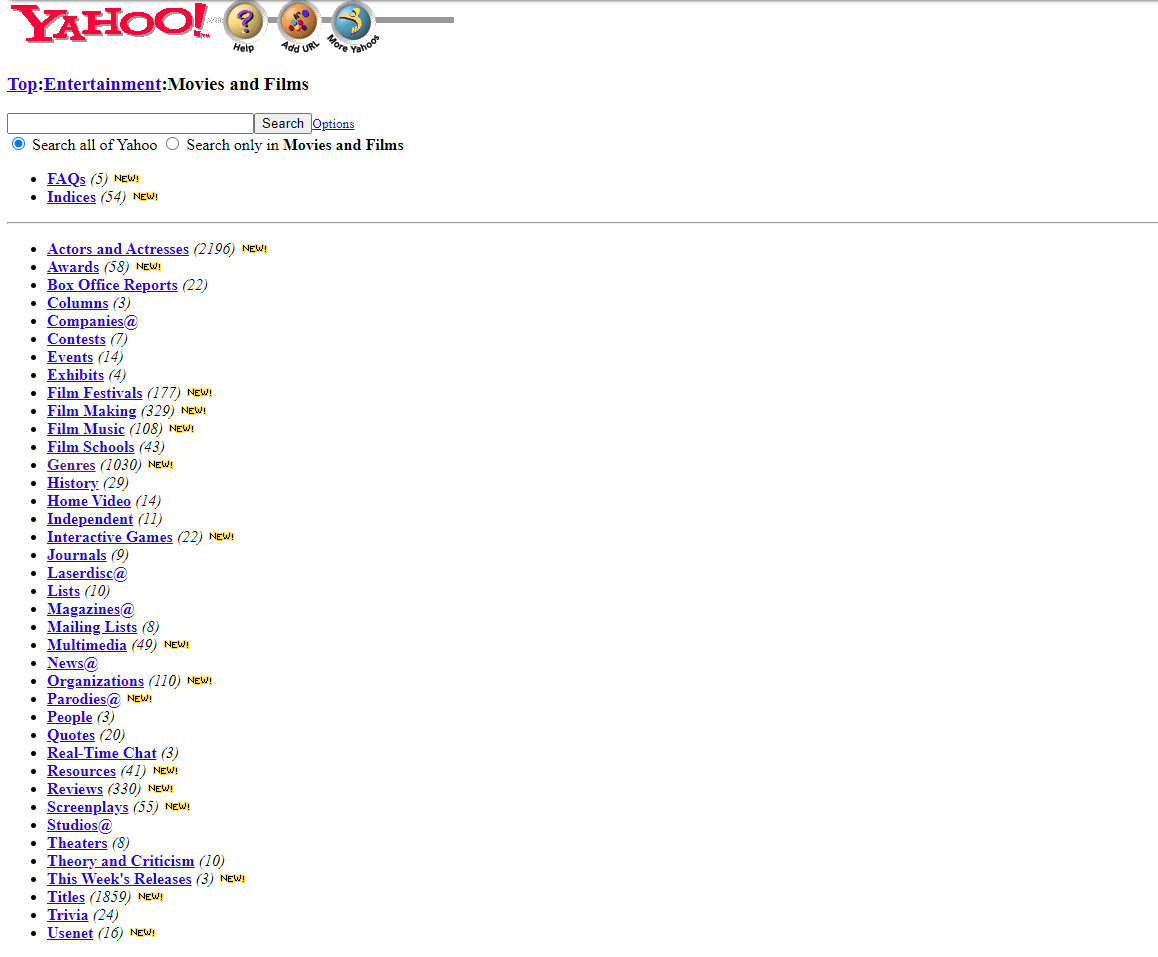 YAHOO!
Help Add URL More Yahoos
Top:Entertainment:Movies and Films
Search Options
Search all of Yahoo Search only in Movies and Films
FAQs (5) NEW!
Indices (54) NEW!
Actors and Actresses (2196) NEW!
Awards (58) NEW!
Box Office Reports (22)
Columns (3)
Companies@
Contests (7)
Events (14)
Exhibits (4)
Film Festivals (177) NEW!
Film Making (329) NEW!
Film Music (108) NEW!
Film Schools (43)
Genres (1030) NEW!
History (29)
Home Video (14)
Independent (11)
Interactive Games (22) NEW!
Journals (9)
Laserdisc@
Lists (10)
Magazines@
Mailing Lists (8)
Multimedia (49) NEW!
News@
Organizations (110) NEW!
Parodies@ NEW!
People (3)
Quotes (20)
Real-Time Chat (3)
Resources (41) NEW!
Reviews (330) NEW!
Screenplays (55) NEW!
Studios@
Theaters (8)
Theory and Criticism (10)
This Week's Releases (3) NEW!
Titles (1859) NEW!
Trivia (24)
Usenet (16) NEW!